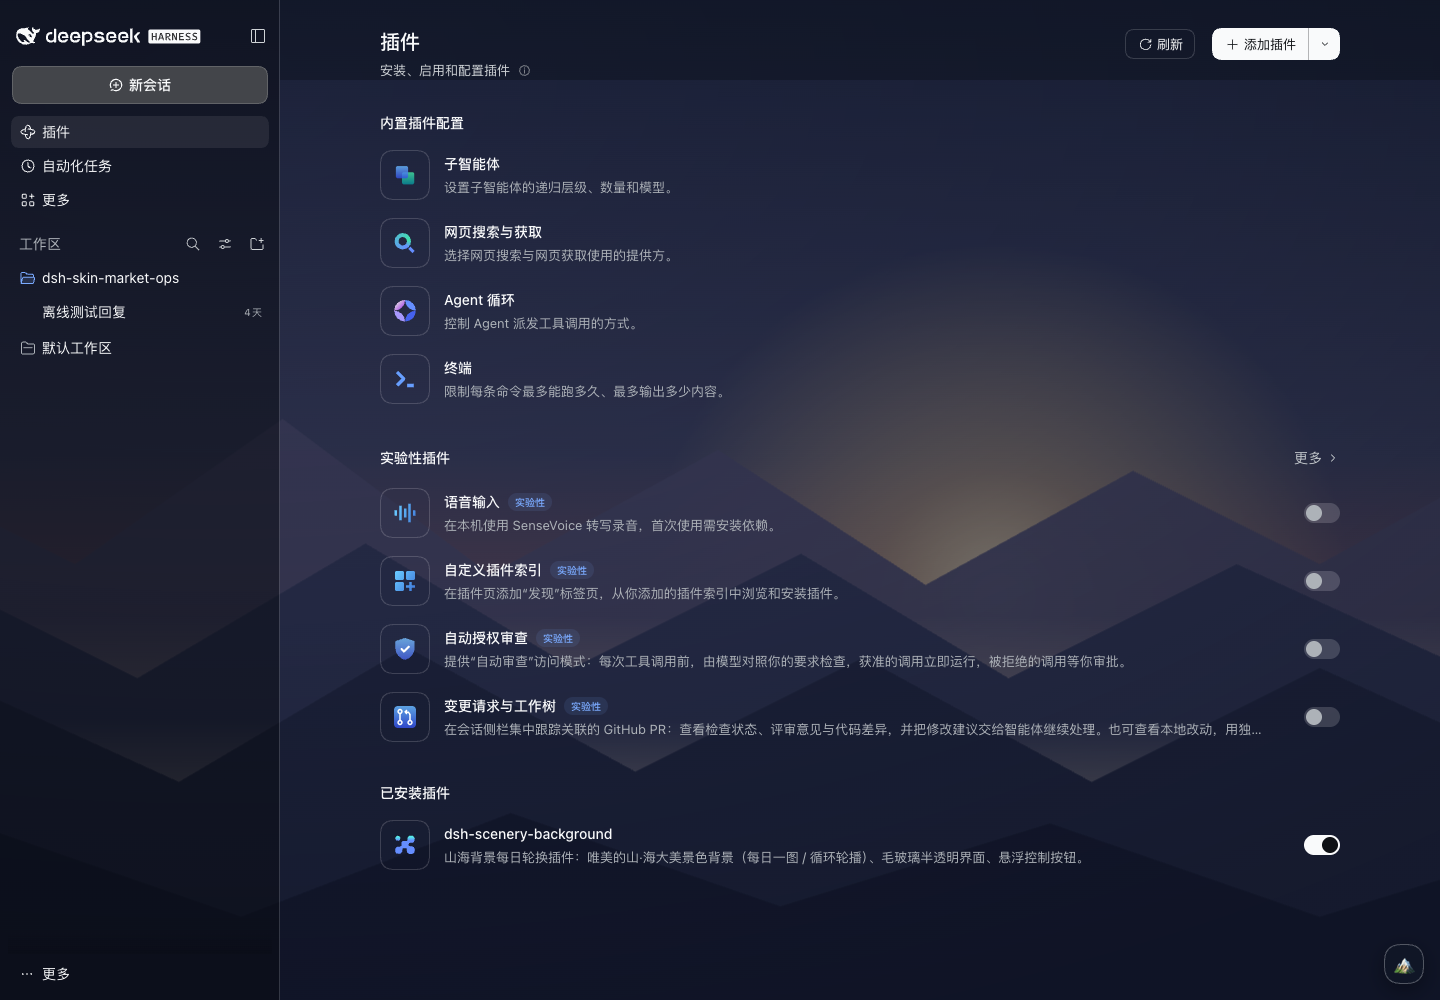 deepseek HARNESS
新会话
插件
自动化任务
更多
工作区
dsh-skin-market-ops
离线测试回复 4 天
默认工作区
更多
插件
安装、启用和配置插件
刷新
添加插件
内置插件配置
子智能体
设置子智能体的递归层级、数量和模型。
网页搜索与获取
选择网页搜索与网页获取使用的提供方。
Agent 循环
控制 Agent 派发工具调用的方式。
终端
限制每条命令最多能跑多久、最多输出多少内容。
实验性插件 更多
语音输入 实验性
在本机使用 SenseVoice 转写录音，首次使用需安装依赖。
自定义插件索引 实验性
在插件页添加“发现”标签页，从你添加的插件索引中浏览和安装插件。
自动授权审查 实验性
提供“自动审查”访问模式：每次工具调用前，由模型对照你的要求检查，获准的调用立即运行，被拒绝的调用等你审批。
变更请求与工作树 实验性
在会话侧栏集中跟踪关联的 GitHub PR：查看检查状态、评审意见与代码差异，并把修改建议交给智能体继续处理。也可查看本地改动，用独...
已安装插件
dsh-scenery-background
山海背景每日轮换插件：唯美的山·海大美景色背景（每日一图 / 循环轮播）、毛玻璃半透明界面、悬浮控制按钮。